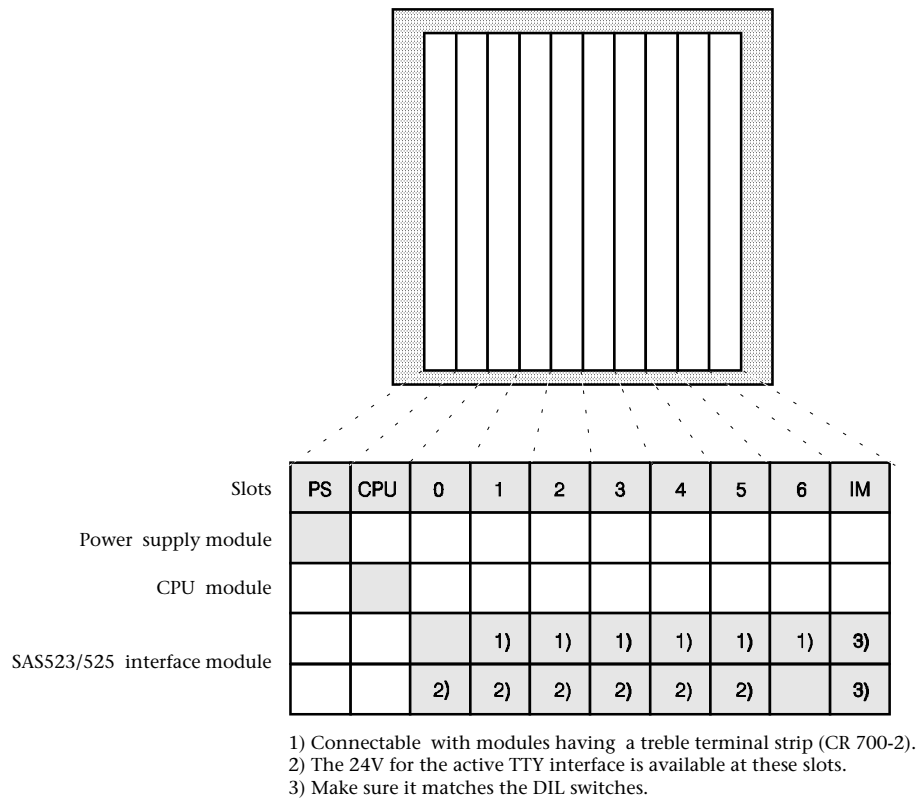 Slots PS CPU 0 1 2 3 4 5 6 IM
Power supply module
CPU module
1) 1) 1) 1) 1) 1) 3)
SAS523/525 interface module
2) 2) 2) 2) 2) 2) 3)
1) Connectable with modules having a treble terminal strip (CR 700-2).
2) The 24V for the active TTY interface is available at these slots.
3) Make sure it matches the DIL switches.